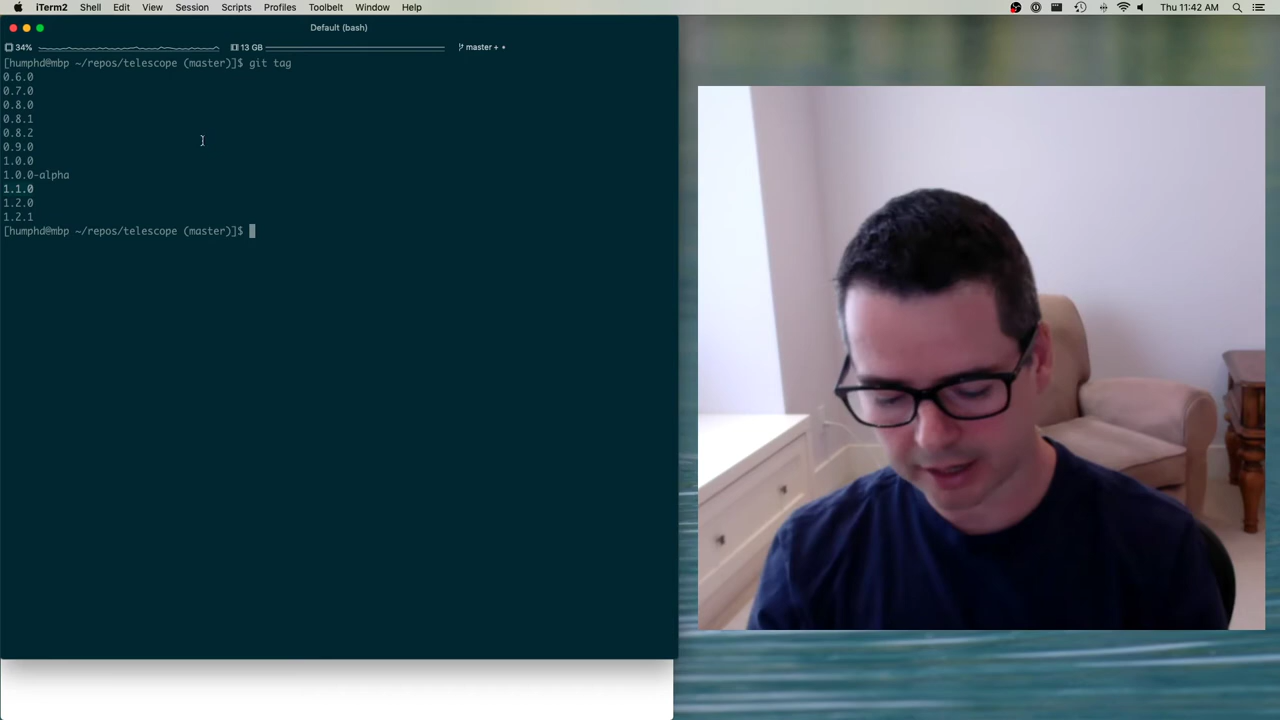 iTerm2 Shell Edit View Session Scripts Profiles Toolbelt Window Help Thu 11:42 AM
Default (bash)
34% 13 GB master + •
[humphd@mbp ~/repos/telescope (master)]$ git tag
0.6.0
0.7.0
0.8.0
0.8.1
0.8.2
0.9.0
1.0.0
1.0.0-alpha
1.1.0
1.2.0
1.2.1
[humphd@mbp ~/repos/telescope (master)]$